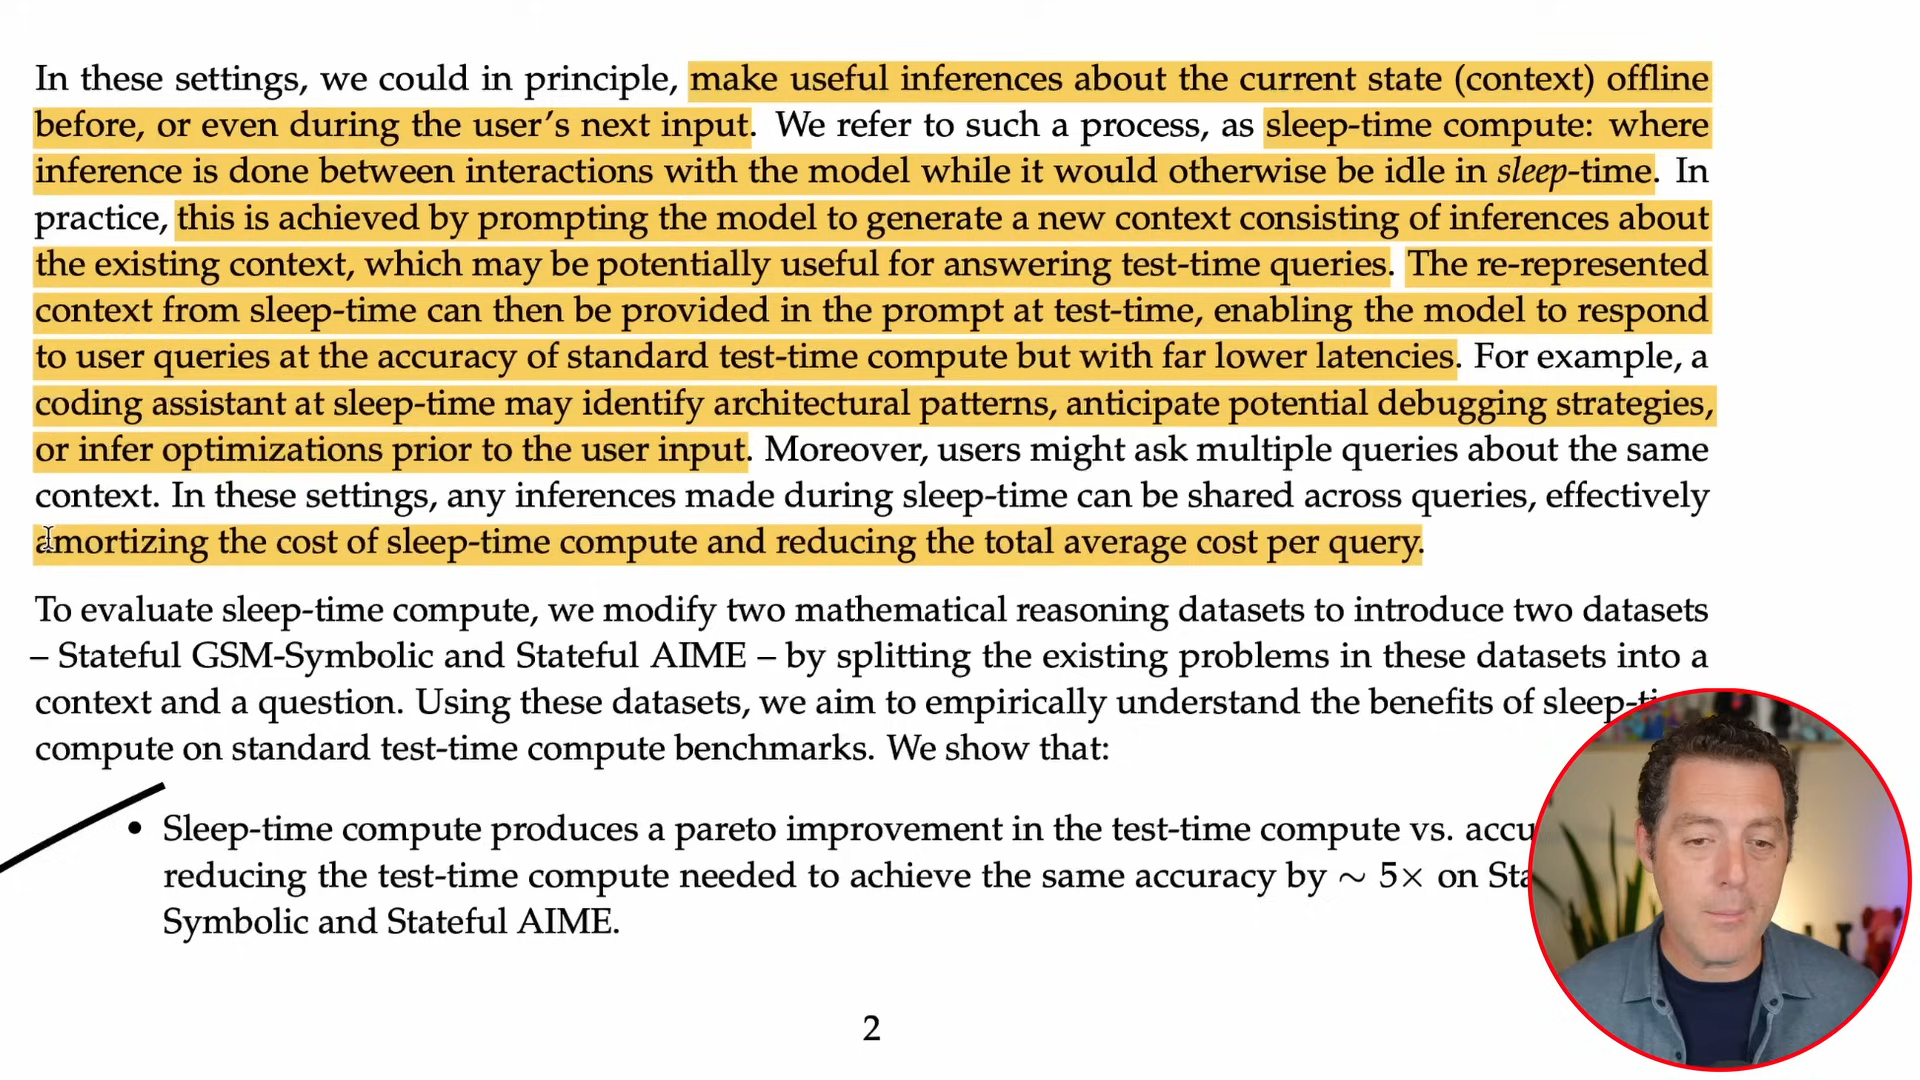 In these settings, we could in principle, make useful inferences about the current state (context) offline
before, or even during the user’s next input. We refer to such a process, as sleep-time compute: where
inference is done between interactions with the model while it would otherwise be idle in sleep-time. In
practice, this is achieved by prompting the model to generate a new context consisting of inferences about
the existing context, which may be potentially useful for answering test-time queries. The re-represented
context from sleep-time can then be provided in the prompt at test-time, enabling the model to respond
to user queries at the accuracy of standard test-time compute but with far lower latencies. For example, a
coding assistant at sleep-time may identify architectural patterns, anticipate potential debugging strategies,
or infer optimizations prior to the user input. Moreover, users might ask multiple queries about the same
context. In these settings, any inferences made during sleep-time can be shared across queries, effectively
amortizing the cost of sleep-time compute and reducing the total average cost per query.
To evaluate sleep-time compute, we modify two mathematical reasoning datasets to introduce two datasets
– Stateful GSM-Symbolic and Stateful AIME – by splitting the existing problems in these datasets into a
context and a question. Using these datasets, we aim to empirically understand the benefits of
compute on standard test-time compute benchmarks. We show that:
• Sleep-time compute produces a pareto improvement in the test-time compute vs.
reducing the test-time compute needed to achieve the same accuracy by ∼ 5× on
Symbolic and Stateful AIME.
2